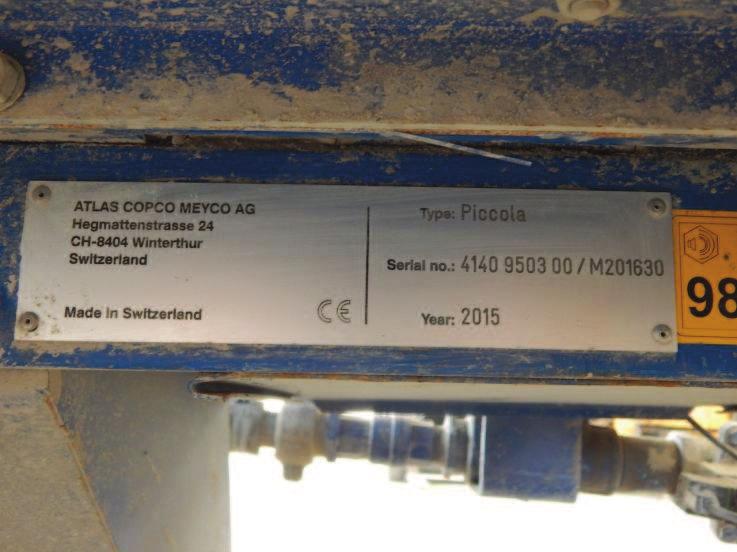 ATLAS COPCO MEYCO AG
Hegmattenstrasse 24
CH-8404 Winterthur
Switzerland
Made in Switzerland
CE
Type: Piccola
Serial no.: 4140 9503 00 / M201630
Year: 2015
98